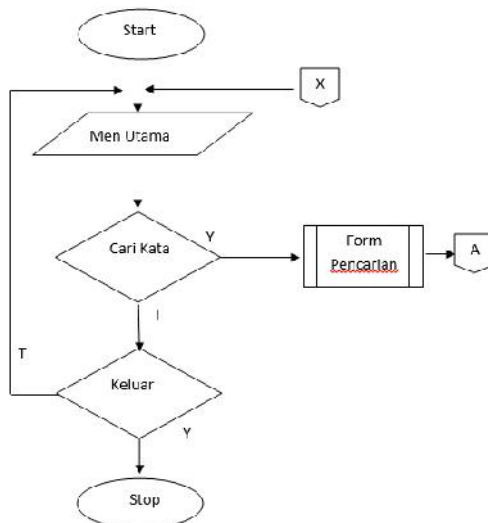 Start
X
Men Utama
Cari Kata
Y
Form
Pencarian
A
T
T
Keluar
Y
Stop